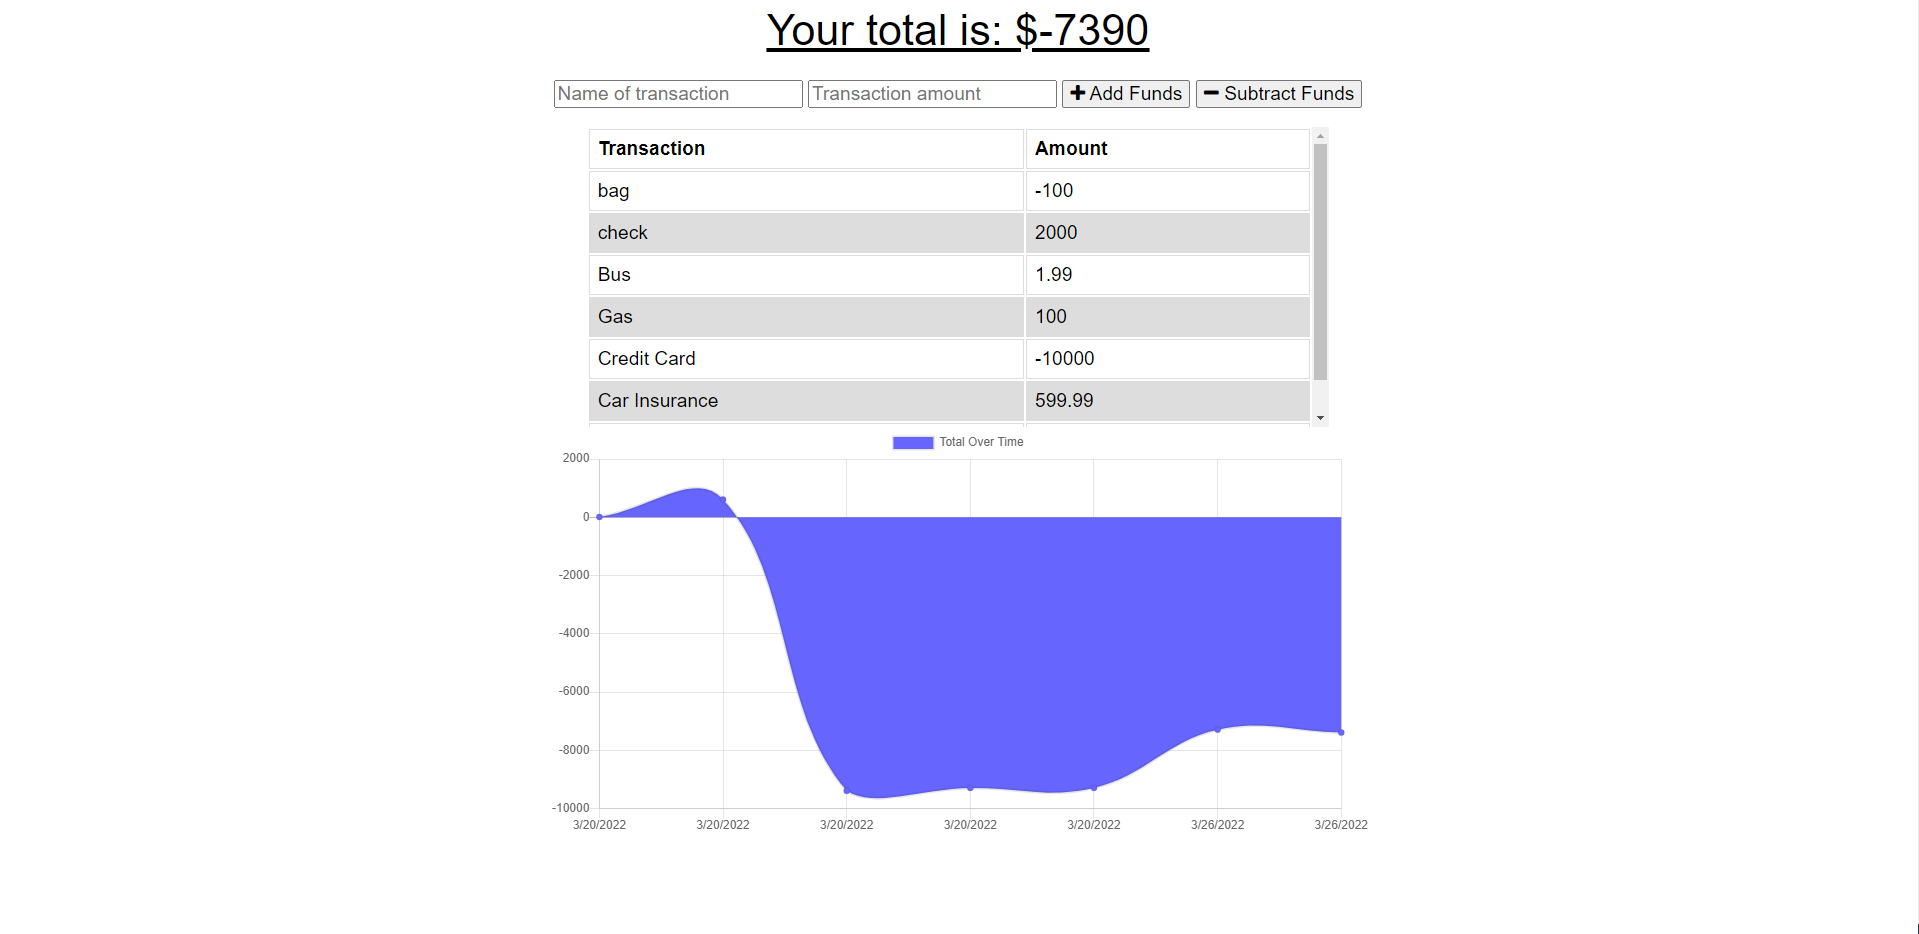 Your total is: $-7390
Name of transaction Transaction amount Add Funds Subtract Funds
Transaction Amount
bag -100
check 2000
Bus 1.99
Gas 100
Credit Card -10000
Car Insurance 599.99
Total Over Time
2000
0
-2000
-4000
-6000
-8000
-10000
3/20/2022 3/20/2022 3/20/2022 3/20/2022 3/20/2022 3/26/2022 3/26/2022